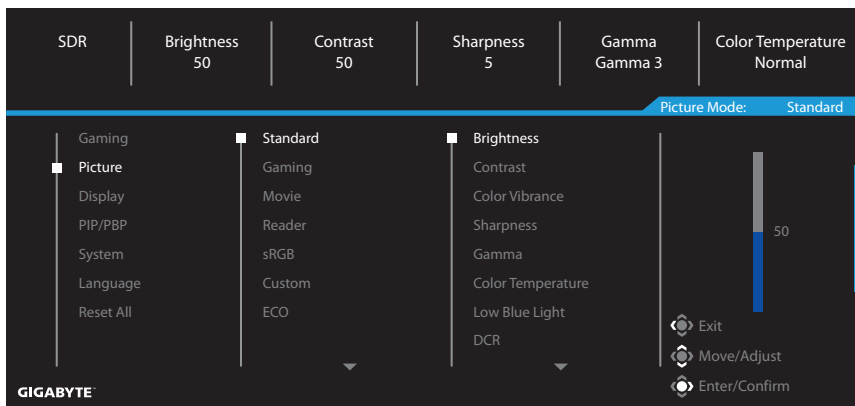 SDR
Brightness
50
Contrast
50
Sharpness
5
Gamma
Gamma 3
Color Temperature
Normal
Picture Mode: Standard
Gaming
Picture
Display
PIP/PBP
System
Language
Reset All
Standard
Gaming
Movie
Reader
sRGB
Custom
ECO
Brightness
Contrast
Color Vibrance
Sharpness
Gamma
Color Temperature
Low Blue Light
DCR
50
Exit
Move/Adjust
Enter/Confirm
GIGABYTE™